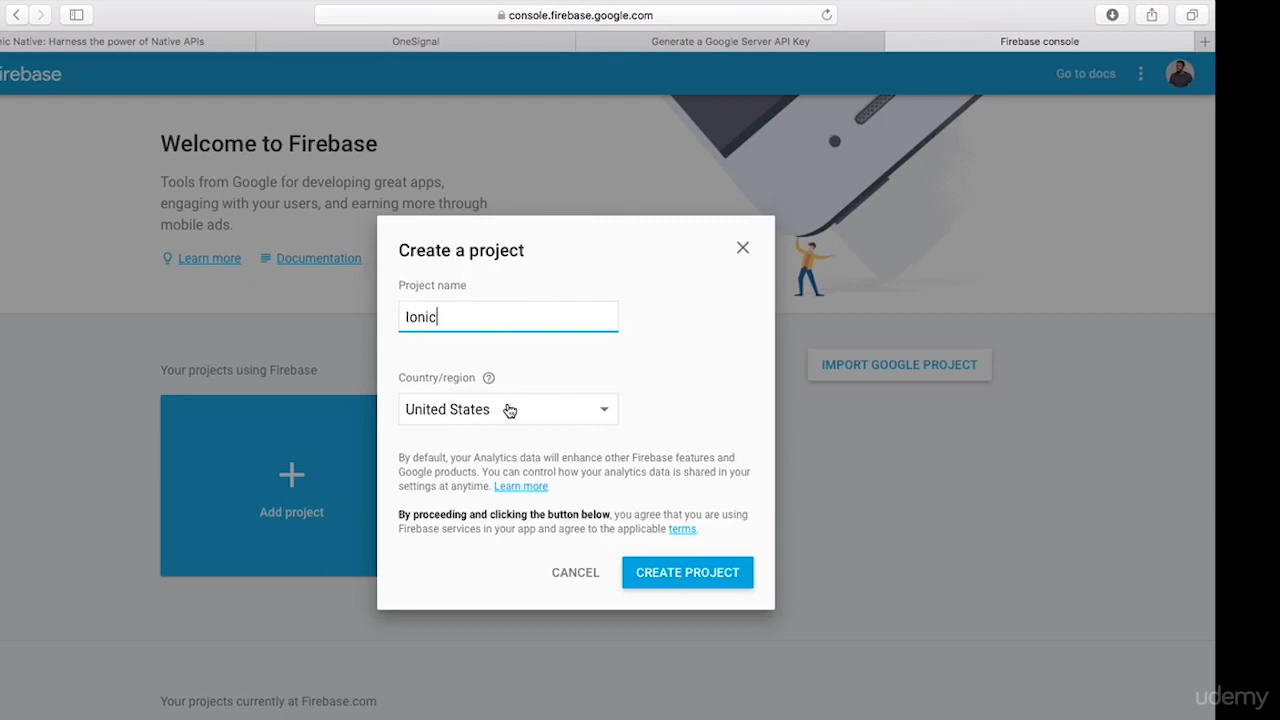 console.firebase.google.com
nic Native: Harness the power of Native APIs
OneSignal
Generate a Google Server API Key
Firebase console
irebase
Go to docs
Welcome to Firebase
Tools from Google for developing great apps,
engaging with your users, and earning more through
mobile ads.
Learn more
Documentation
Create a project
Project name
Ionic
Country/region
United States
By default, your Analytics data will enhance other Firebase features and
Google products. You can control how your analytics data is shared in your
settings at anytime. Learn more
By proceeding and clicking the button below, you agree that you are using
Firebase services in your app and agree to the applicable terms.
CANCEL
CREATE PROJECT
Your projects using Firebase
IMPORT GOOGLE PROJECT
Add project
Your projects currently at Firebase.com
udemy